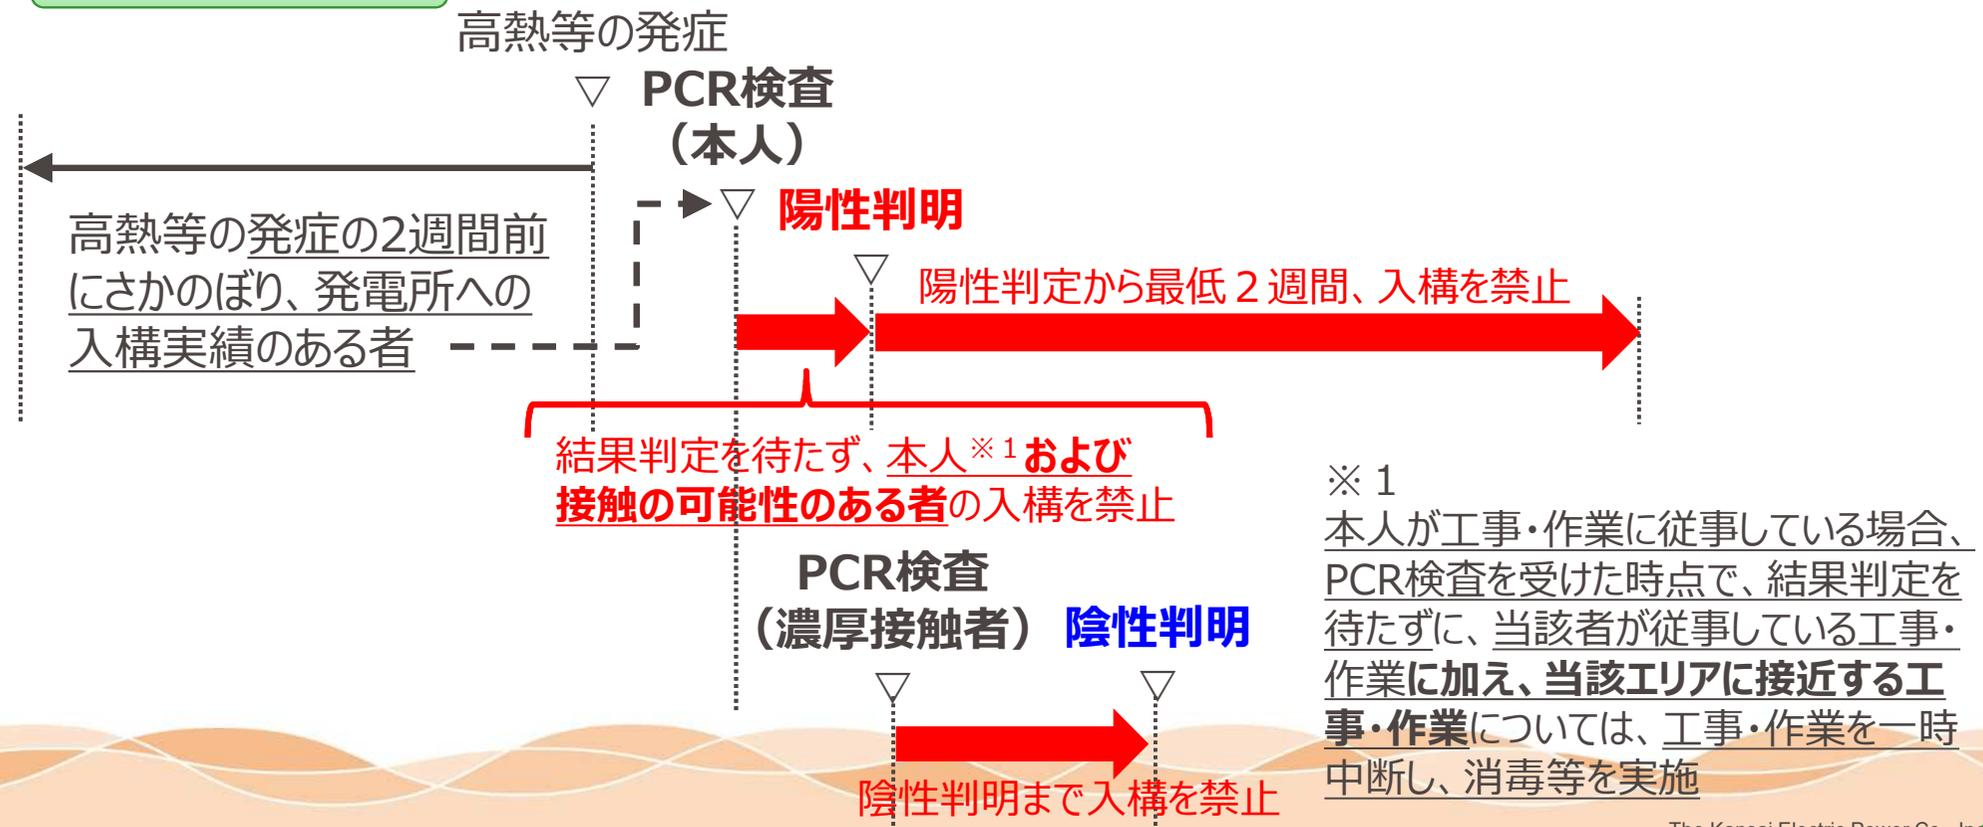 高熱等の発症
PCR検査
（本人）
陽性判明
高熱等の発症の2週間前
にさかのぼり、発電所への
入構実績のある者
陽性判定から最低２週間、入構を禁止
結果判定を待たず、本人※１および
接触の可能性のある者の入構を禁止
PCR検査
（濃厚接触者）
陰性判明
陰性判明まで入構を禁止
※１
本人が工事・作業に従事している場合、
PCR検査を受けた時点で、結果判定を
待たずに、当該者が従事している工事・
作業に加え、当該エリアに接近する工
事・作業については、工事・作業を一時
中断し、消毒等を実施
The Kansai Electric Power Co., Inc